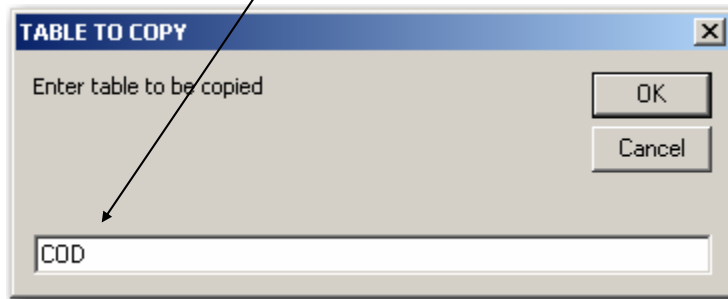 TABLE TO COPY
Enter table to be copied
OK
Cancel
COD